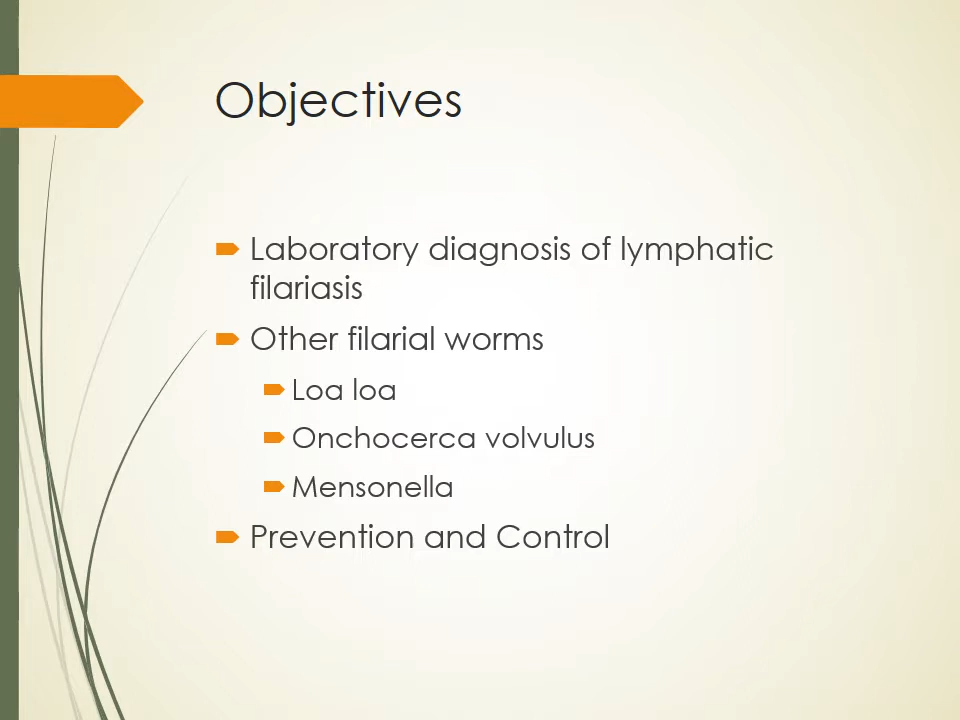 Objectives
Laboratory diagnosis of lymphatic
filariasis
Other filarial worms
Loa loa
Onchocerca volvulus
Mensonella
Prevention and Control